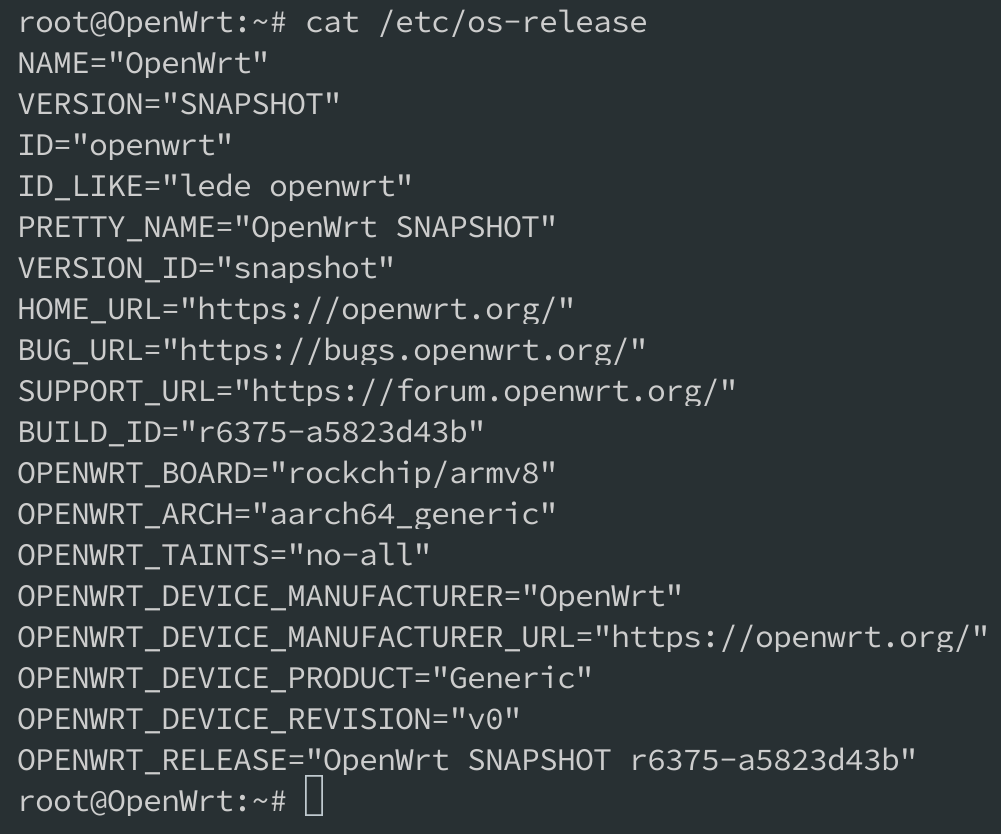 root@OpenWrt:~# cat /etc/os-release
NAME="OpenWrt"
VERSION="SNAPSHOT"
ID="openwrt"
ID_LIKE="lede openwrt"
PRETTY_NAME="OpenWrt SNAPSHOT"
VERSION_ID="snapshot"
HOME_URL="https://openwrt.org/"
BUG_URL="https://bugs.openwrt.org/"
SUPPORT_URL="https://forum.openwrt.org/"
BUILD_ID="r6375-a5823d43b"
OPENWRT_BOARD="rockchip/armv8"
OPENWRT_ARCH="aarch64_generic"
OPENWRT_TAINTS="no-all"
OPENWRT_DEVICE_MANUFACTURER="OpenWrt"
OPENWRT_DEVICE_MANUFACTURER_URL="https://openwrt.org/"
OPENWRT_DEVICE_PRODUCT="Generic"
OPENWRT_DEVICE_REVISION="v0"
OPENWRT_RELEASE="OpenWrt SNAPSHOT r6375-a5823d43b"
root@OpenWrt:~#